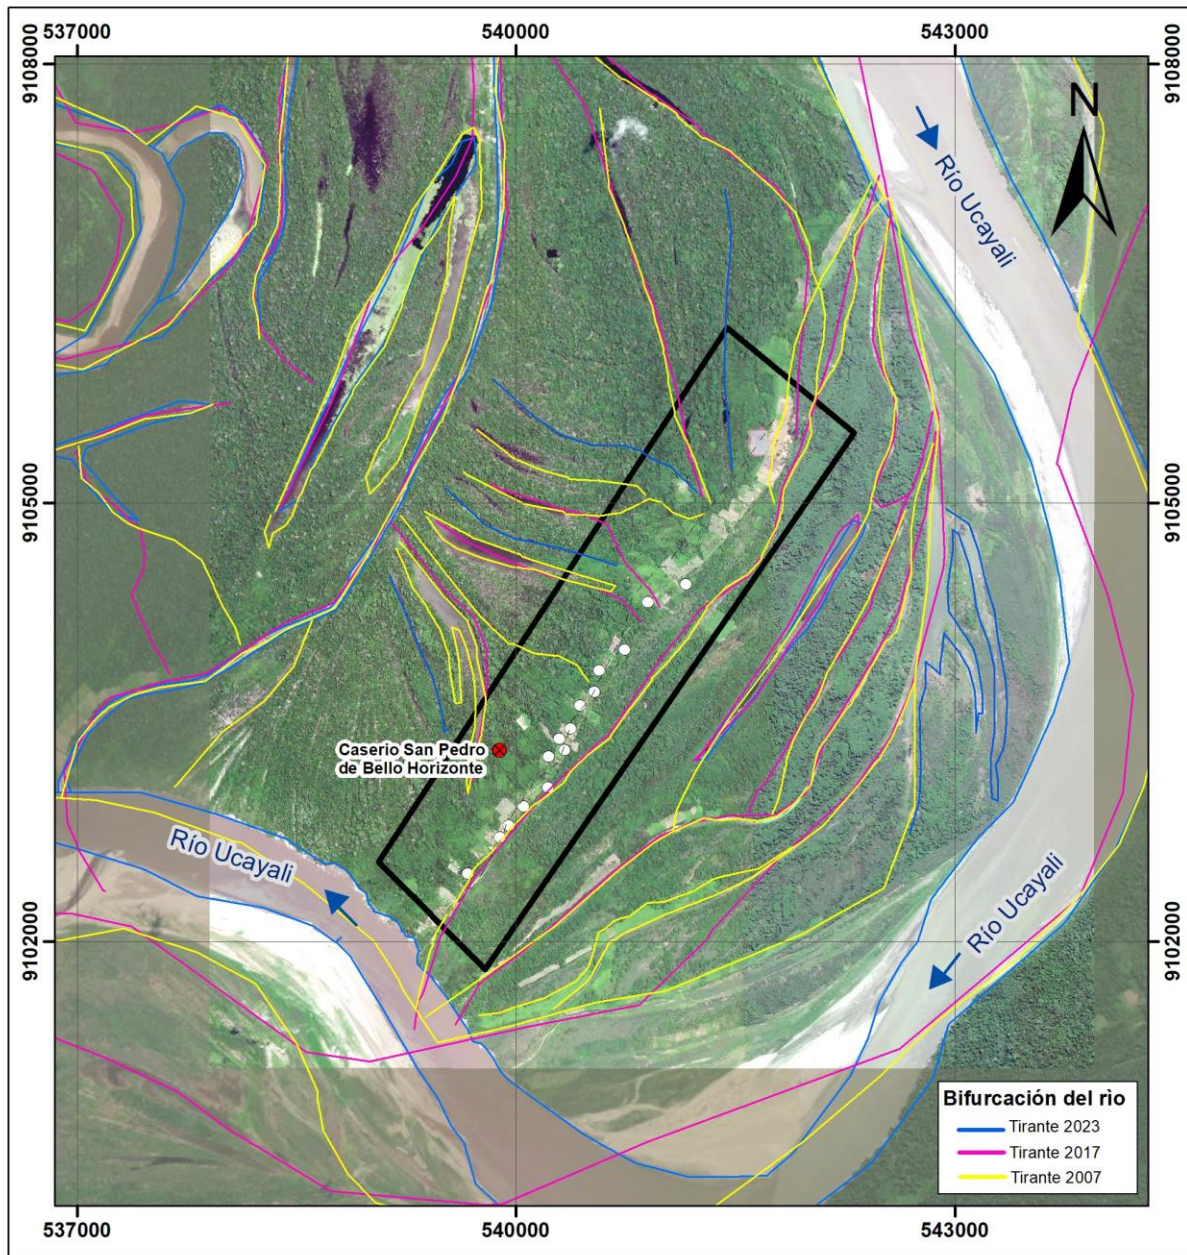 537000 540000 543000
9108000 9108000
N
Río Ucayali
9105000 9105000
Caserio San Pedro
de Bello Horizonte
Río Ucayali
Río Ucayali
9102000 9102000
Bifurcación del rìo
Tirante 2023
Tirante 2017
Tirante 2007
537000 540000 543000